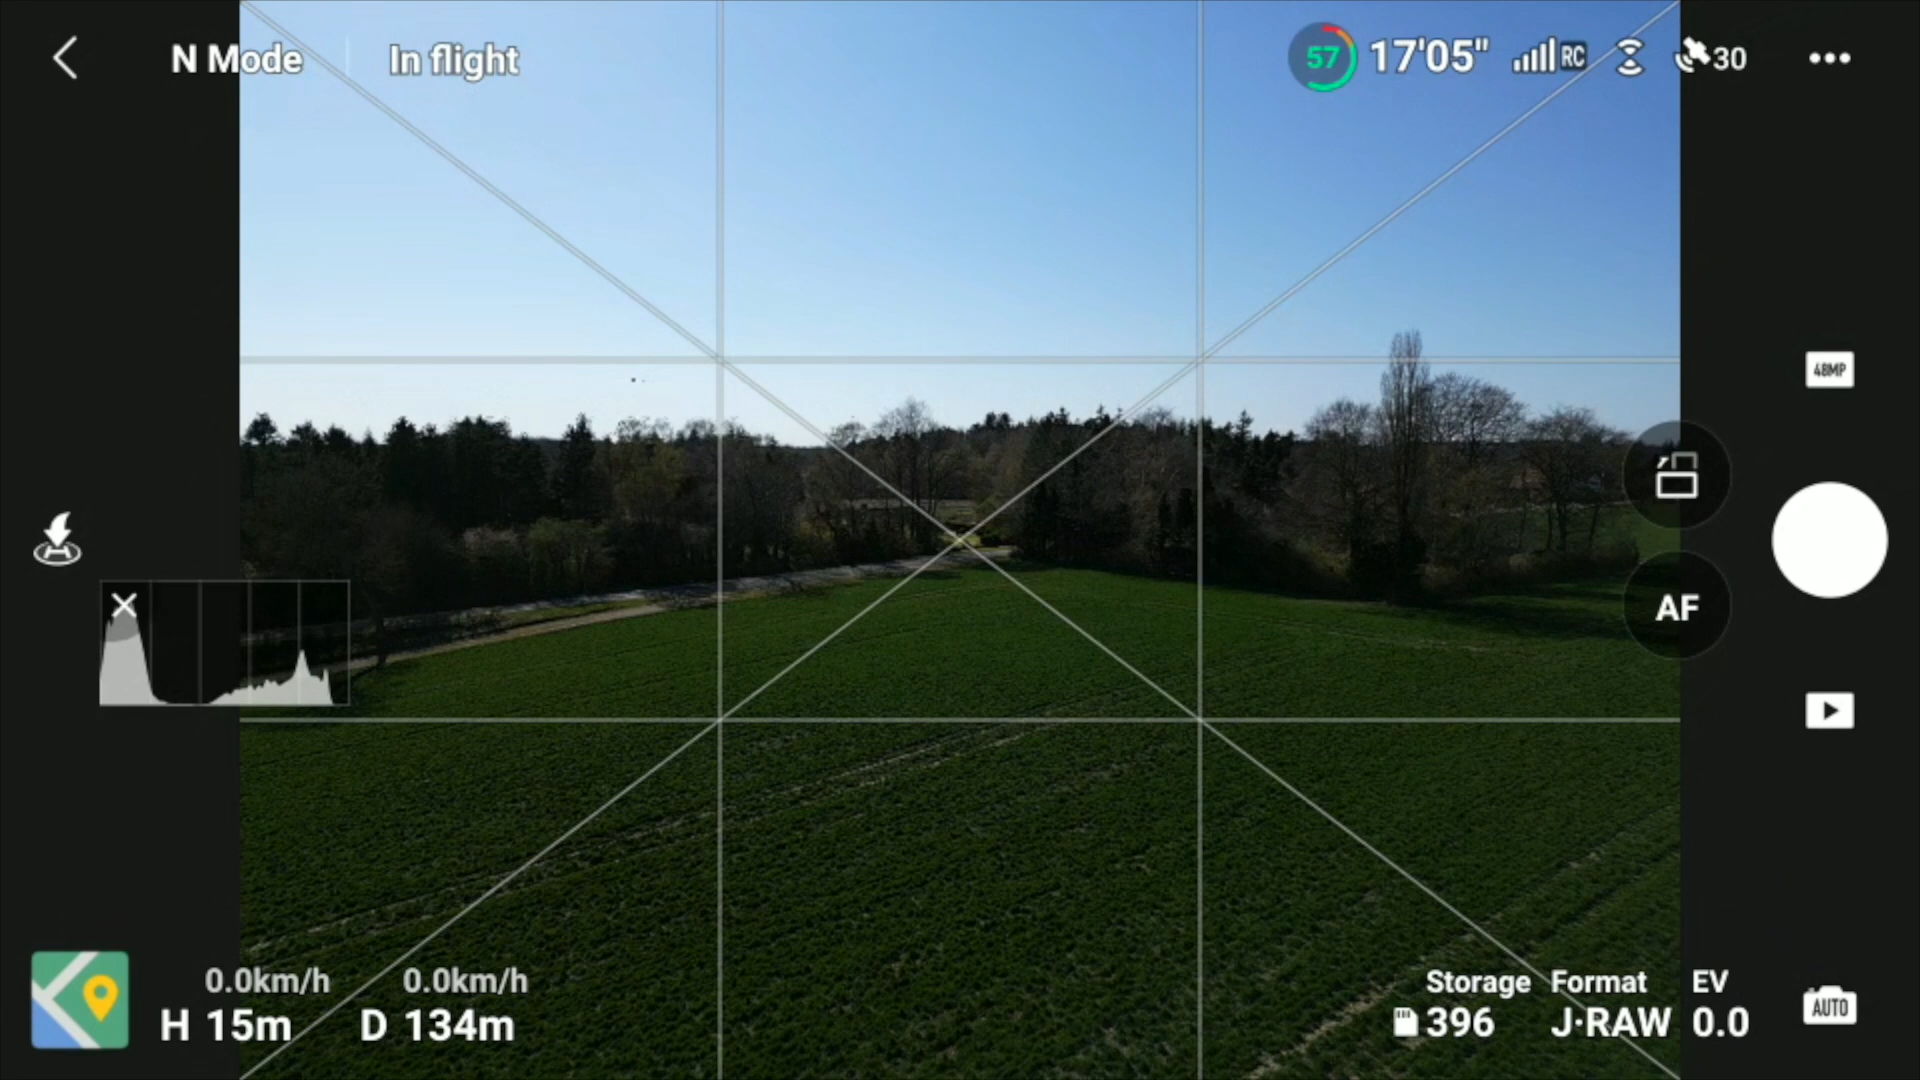 N Mode In flight 57 17'05" RC 30
48MP
AF
0.0km/h 0.0km/h
H 15m D 134m
Storage Format EV
396 J·RAW 0.0
AUTO